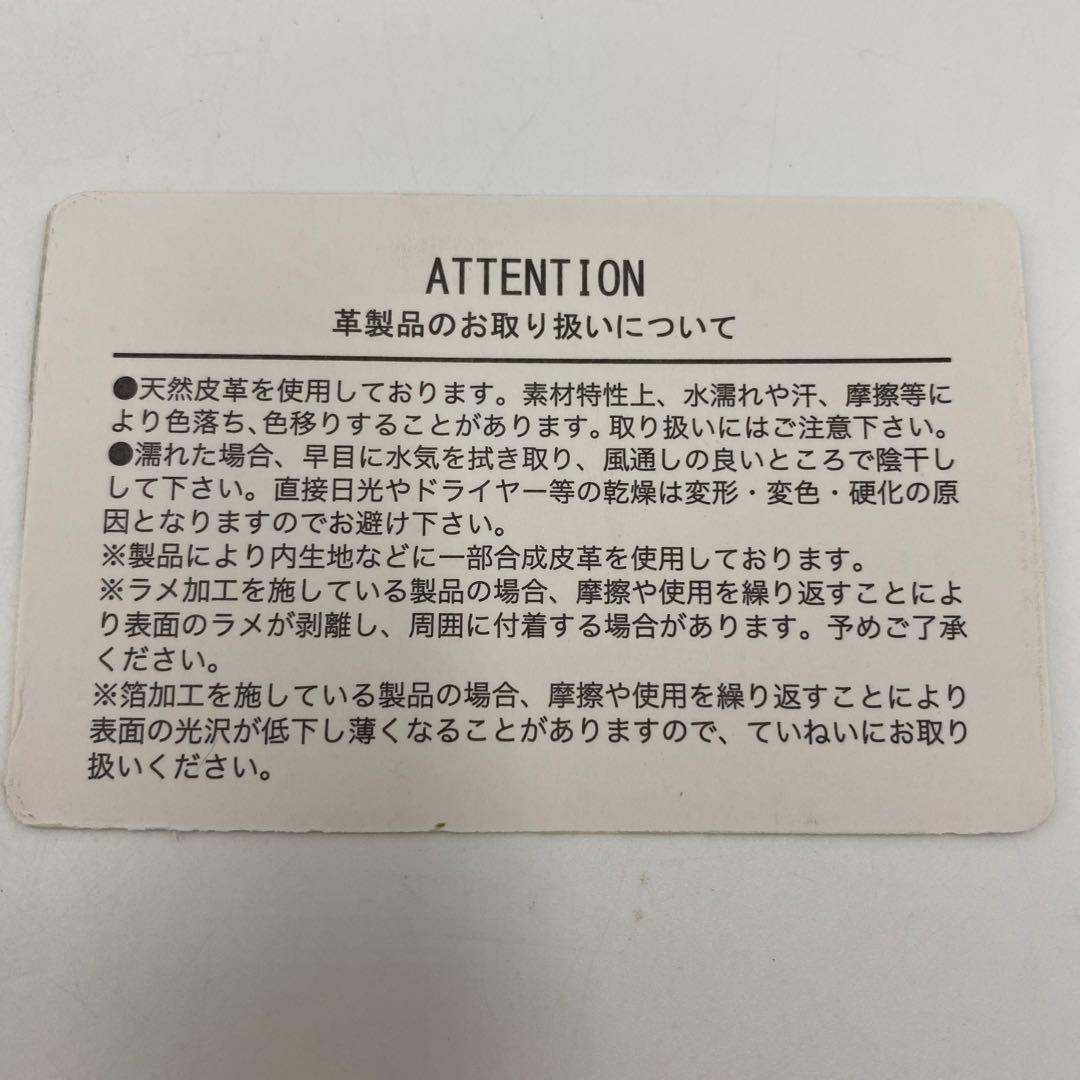 ATTENTION
革製品のお取り扱いについて
●天然皮革を使用しております。素材特性上、水濡れや汗、摩擦等に
より色落ち、色移りすることがあります。取り扱いにはご注意下さい。
●濡れた場合、早目に水気を拭き取り、風通しの良いところで陰干し
して下さい。直接日光やドライヤー等の乾燥は変形・変色・硬化の原
因となりますのでお避け下さい。
※製品により内生地などに一部合成皮革を使用しております。
※ラメ加工を施している製品の場合、摩擦や使用を繰り返すことによ
り表面のラメが剥離し、周囲に付着する場合があります。予めご了承
ください。
※箔加工を施している製品の場合、摩擦や使用を繰り返すことにより
表面の光沢が低下し薄くなることがありますので、ていねいにお取り
扱いください。